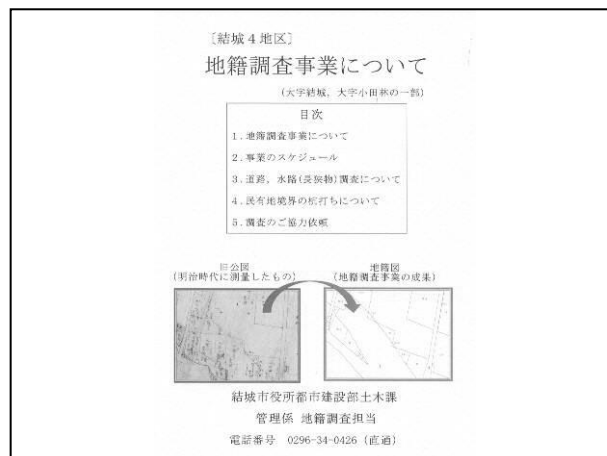 ［結城４地区］
地籍調査事業について
（大字結城，大字小田林の一部）
目次
１．地籍調査事業について
２．事業のスケジュール
３．道路，水路(長狭物)調査について
４．民有地境界の杭打ちについて
５．調査のご協力依頼
旧公図
（明治時代に測量したもの）
地籍図
（地籍調査事業の成果）
結城市役所都市建設部土木課
管理係 地籍調査担当
電話番号 0296-34-0426（直通）